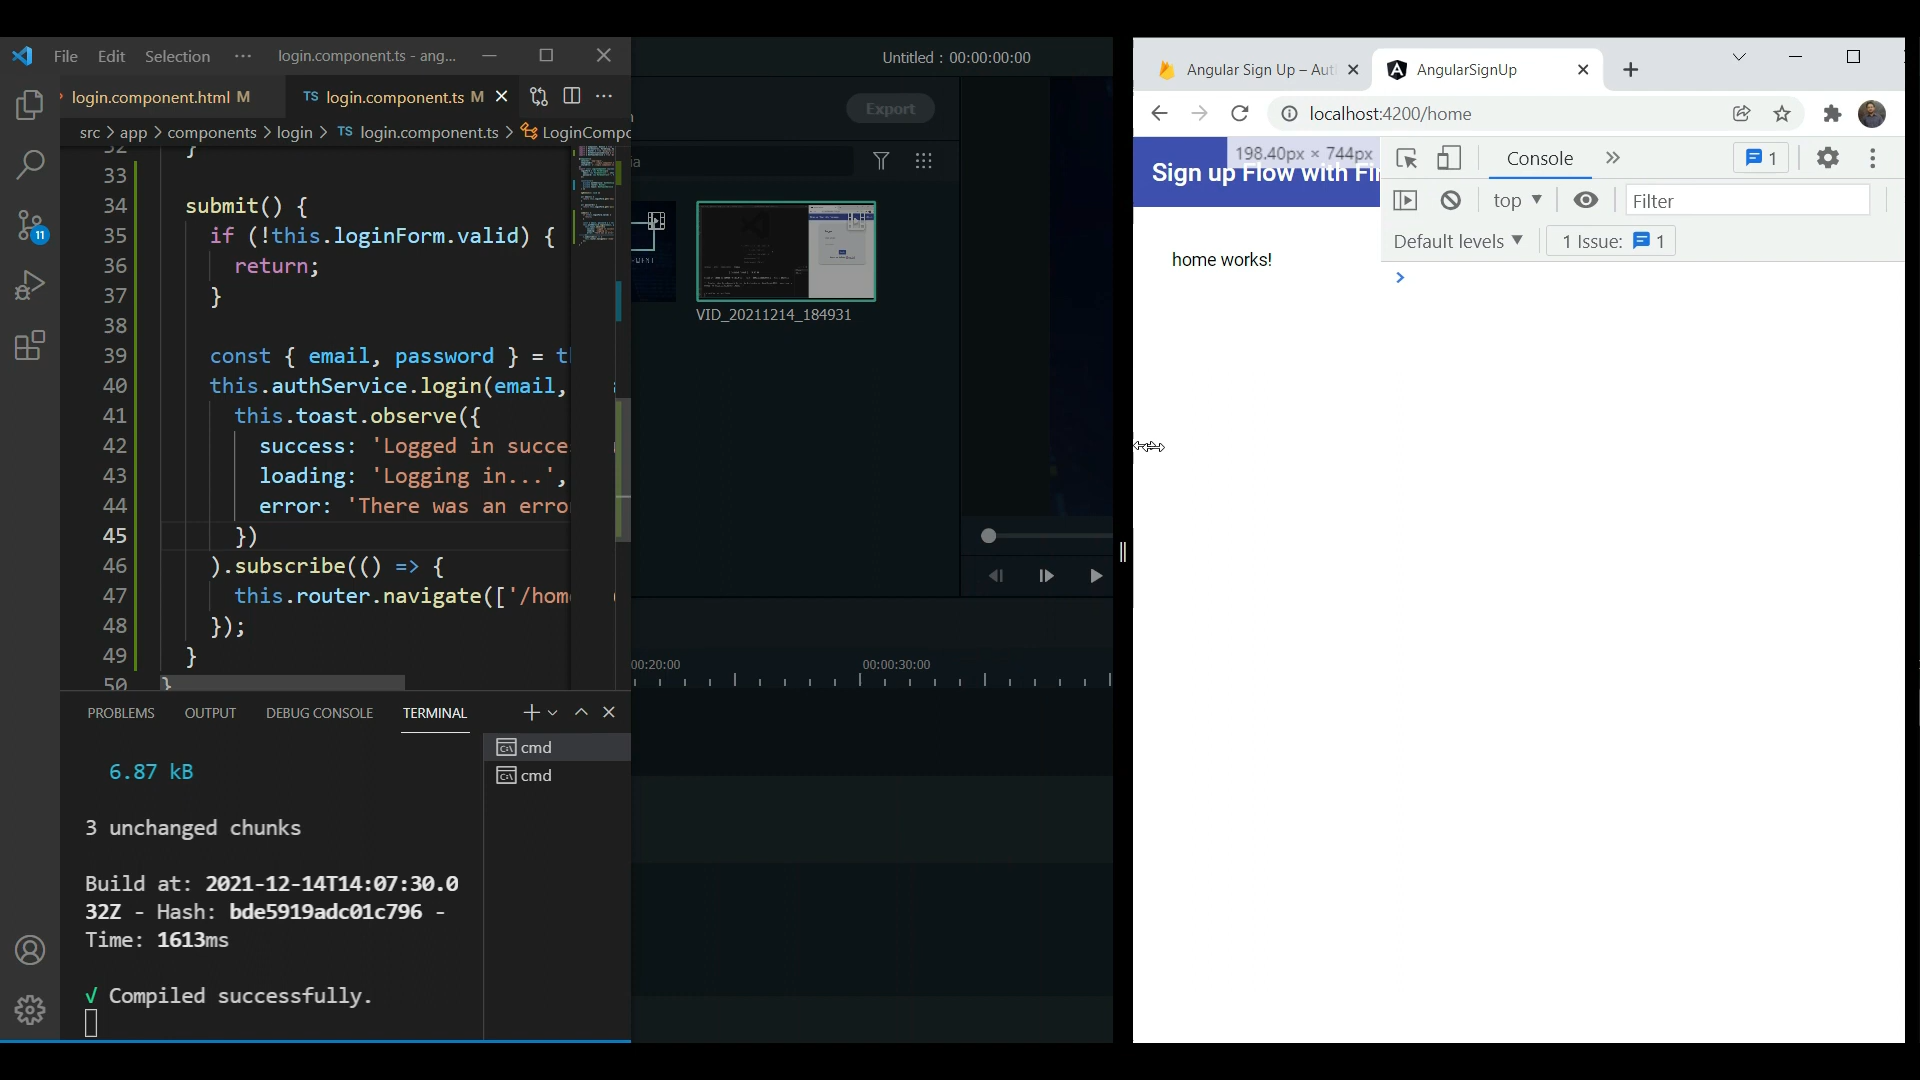 File Edit Selection ··· login.component.ts - ang...
login.component.html M
TS login.component.ts M
src > app > components > login > TS login.component.ts > LoginCompo
32 }
33
34 submit() {
35 if (!this.loginForm.valid) {
36 return;
37 }
38
39 const { email, password } = th
40 this.authService.login(email,
41 this.toast.observe({
42 success: 'Logged in succe
43 loading: 'Logging in...',
44 error: 'There was an erro
45 })
46 ).subscribe(() => {
47 this.router.navigate(['/hom
48 });
49 }
50 }
11
PROBLEMS OUTPUT DEBUG CONSOLE TERMINAL
cmd
cmd
6.87 kB
3 unchanged chunks
Build at: 2021-12-14T14:07:30.0
32Z - Hash: bde5919adc01c796 -
Time: 1613ms
√ Compiled successfully.
Untitled : 00:00:00:00
Export
VID_20211214_184931
00:20:00
00:00:30:00
Angular Sign Up – Aut
AngularSignUp
localhost:4200/home
198.40px × 744px
Sign up Flow with Fir
home works!
Console
1
top
Filter
Default levels
1 Issue: 1